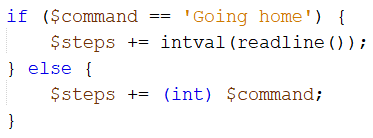 if ($command == 'Going home') {
    $steps += intval(readline());
} else {
    $steps += (int) $command;
}